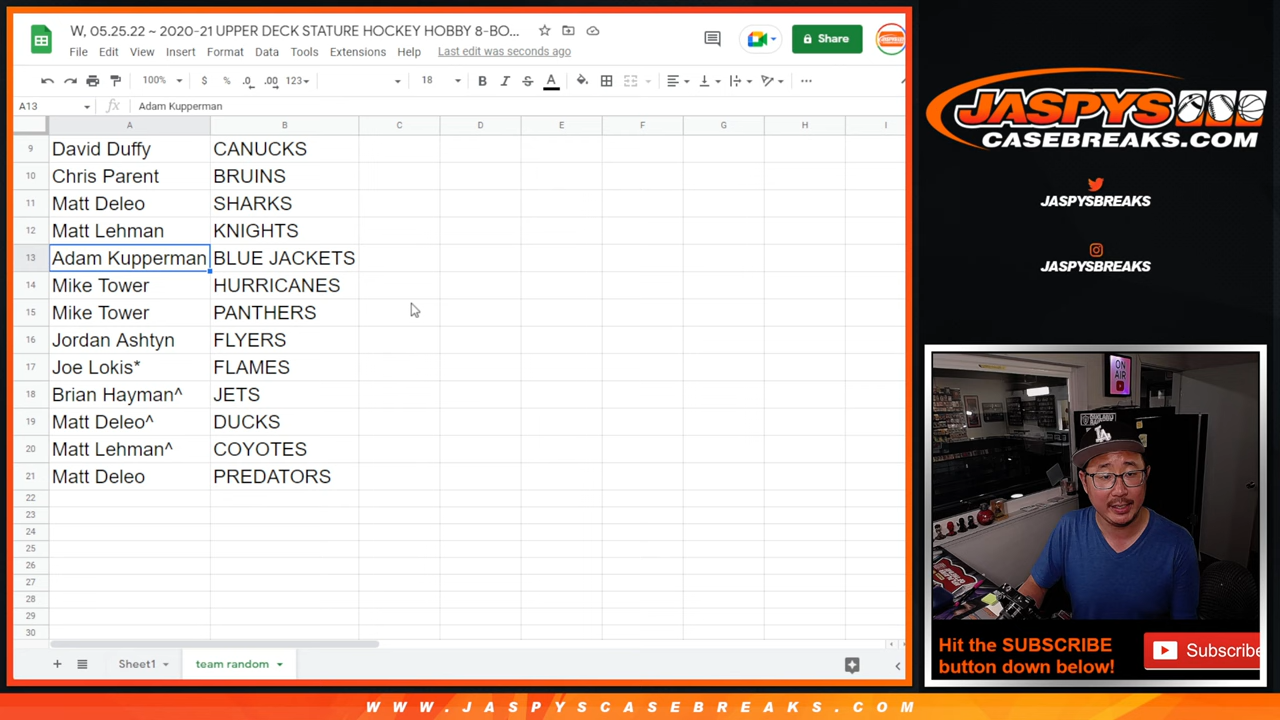 W, 05.25.22 ~ 2020-21 UPPER DECK STATURE HOCKEY HOBBY 8-BO...
File Edit View Insert Format Data Tools Extensions Help Last edit was seconds ago
Share
100% $ % .0 .00 123 18 B I S A
A13 fx Adam Kupperman
A B C D E F G H I
9 David Duffy CANUCKS
10 Chris Parent BRUINS
11 Matt Deleo SHARKS
12 Matt Lehman KNIGHTS
13 Adam Kupperman BLUE JACKETS
14 Mike Tower HURRICANES
15 Mike Tower PANTHERS
16 Jordan Ashtyn FLYERS
17 Joe Lokis* FLAMES
18 Brian Hayman^ JETS
19 Matt Deleo^ DUCKS
20 Matt Lehman^ COYOTES
21 Matt Deleo PREDATORS
22
23
24
25
26
27
28
29
30
Sheet1 team random
JASPYS
CASEBREAKS.COM
JASPYSBREAKS
JASPYSBREAKS
ON
AIR
LA
Hit the SUBSCRIBE
button down below!
Subscribe
WWW.JASPYSCASEBREAKS.COM